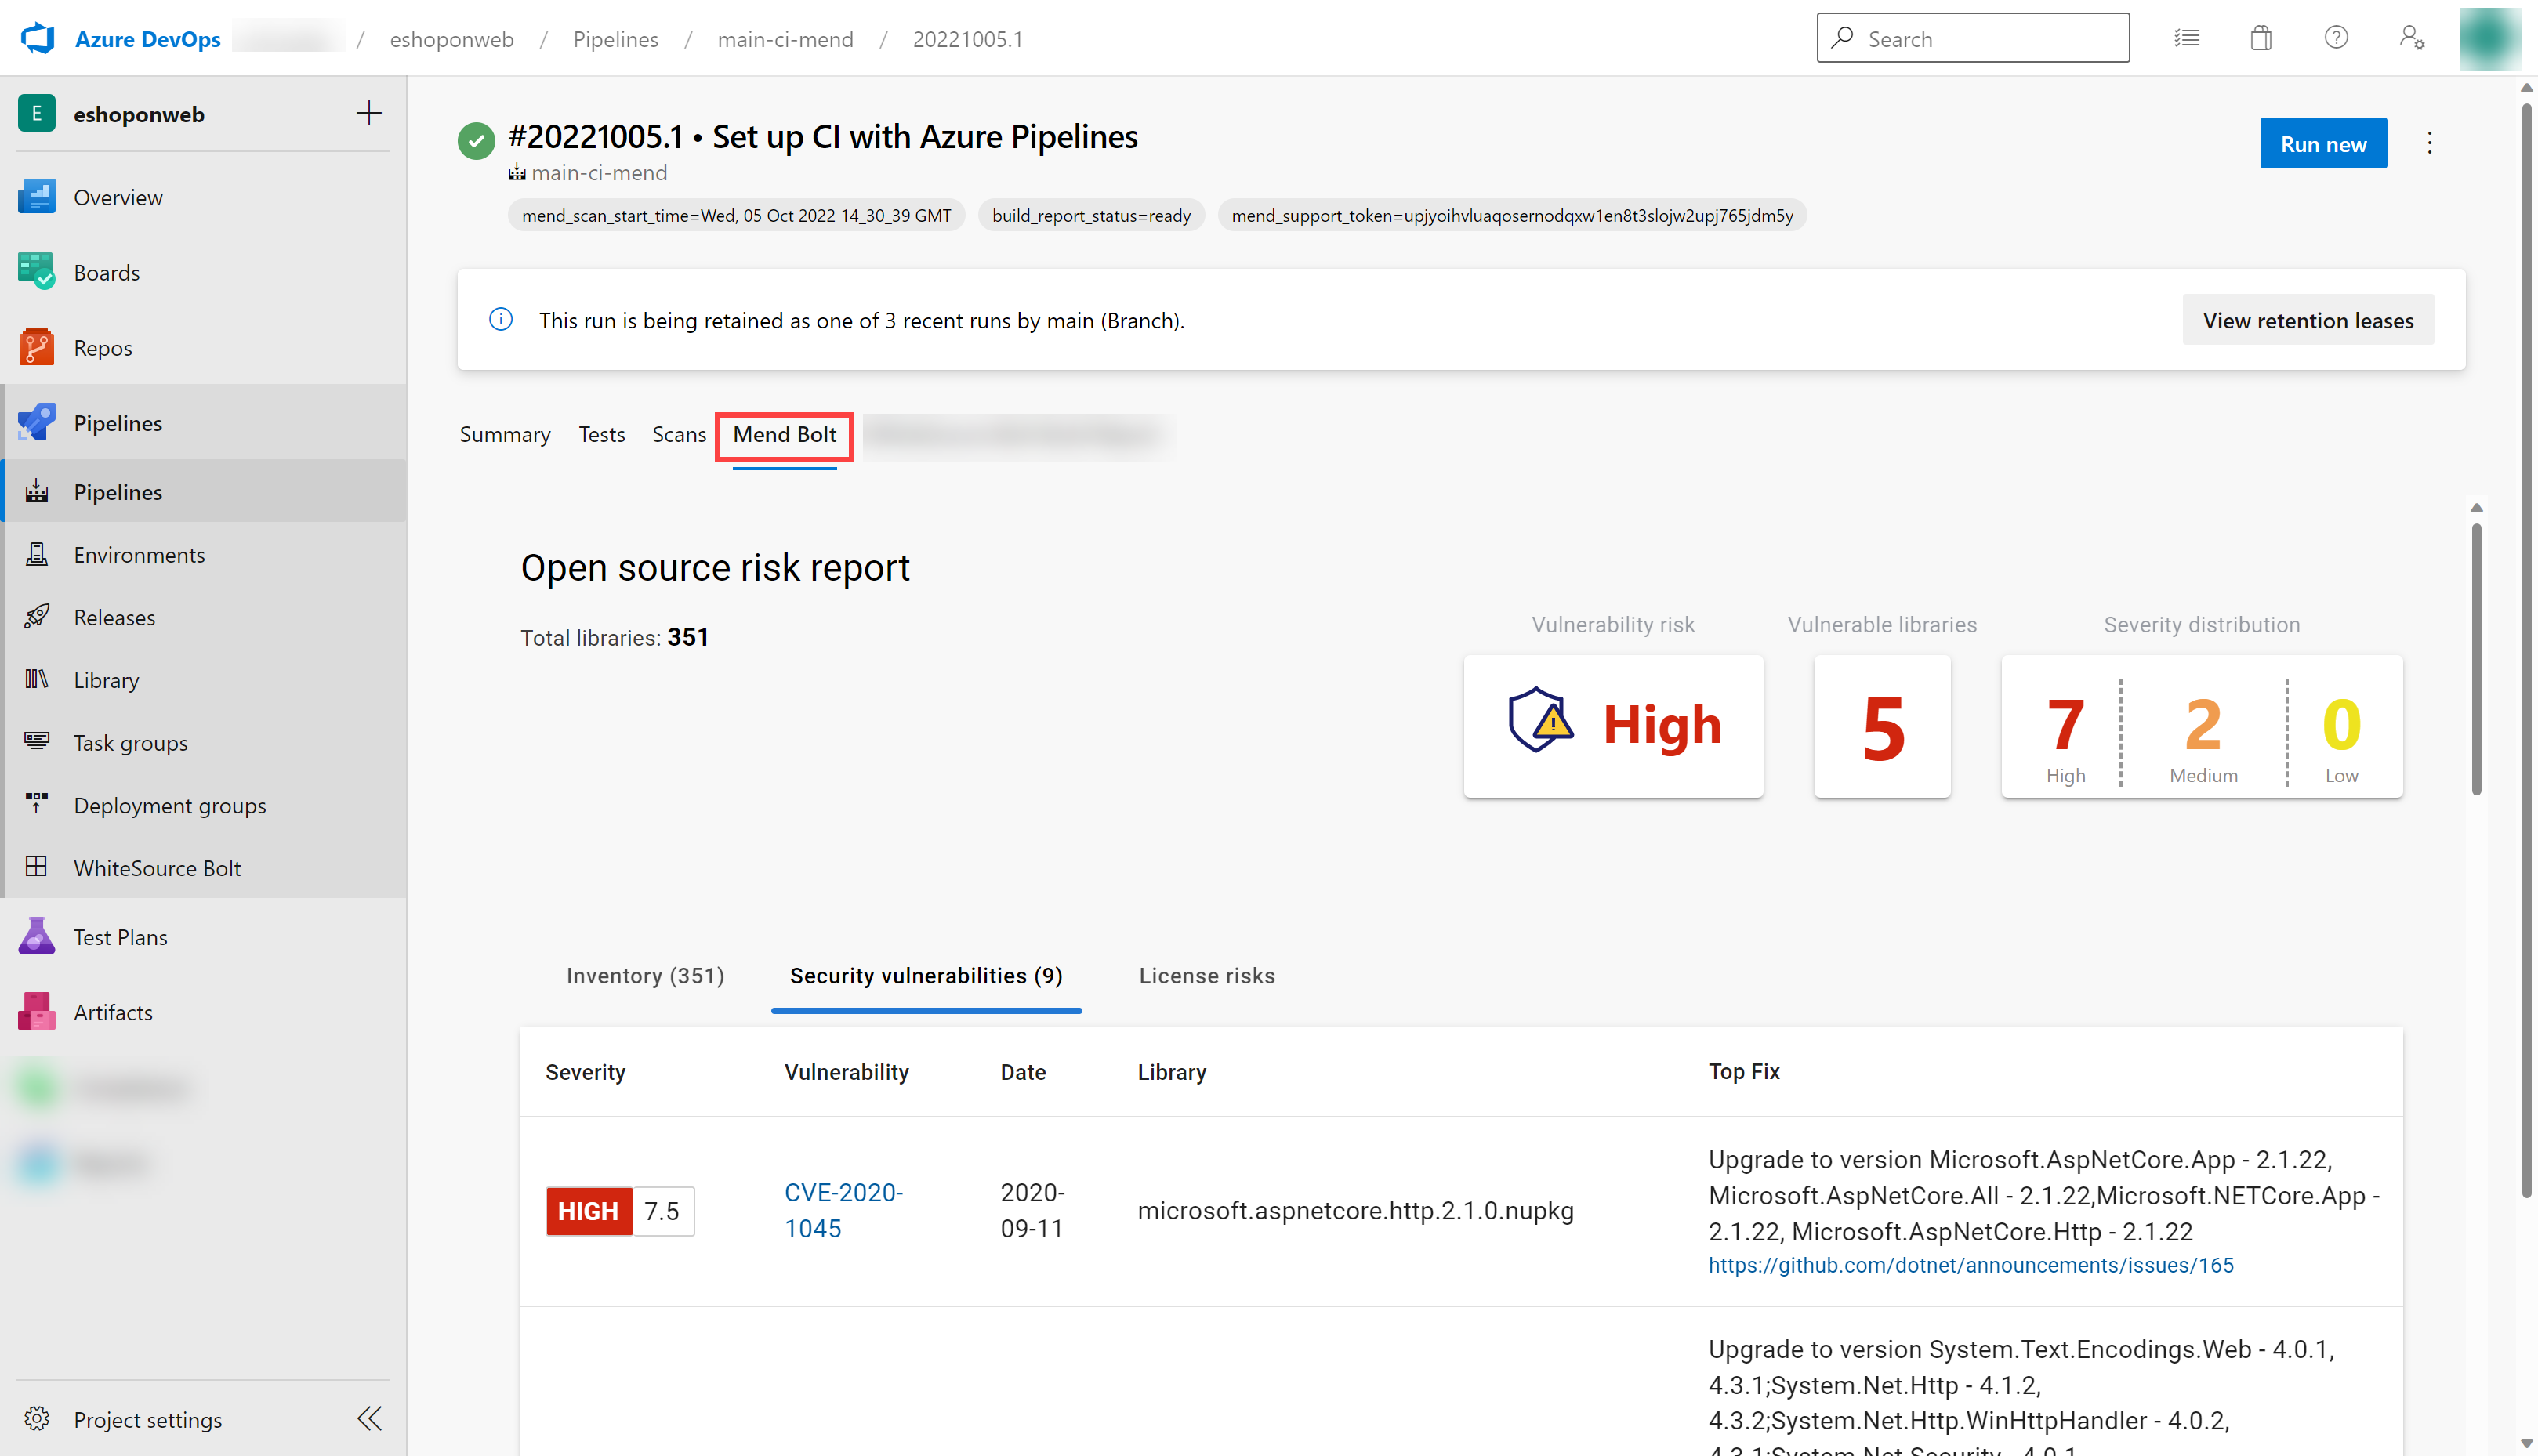 Azure DevOps / eshoponweb / Pipelines / main-ci-mend / 20221005.1
Search
E eshoponweb
Overview
Boards
Repos
Pipelines
Pipelines
Environments
Releases
Library
Task groups
Deployment groups
WhiteSource Bolt
Test Plans
Artifacts
Project settings
#20221005.1 • Set up CI with Azure Pipelines
main-ci-mend
Run new
mend_scan_start_time=Wed, 05 Oct 2022 14_30_39 GMT
build_report_status=ready
mend_support_token=upjyoihvluaqosernodqxw1en8t3slojw2upj765jdm5y
This run is being retained as one of 3 recent runs by main (Branch).
View retention leases
Summary Tests Scans Mend Bolt
Open source risk report
Total libraries: 351
Vulnerability risk
High
Vulnerable libraries
5
Severity distribution
7 2 0
High Medium Low
Inventory (351) Security vulnerabilities (9) License risks
Severity Vulnerability Date Library Top Fix
HIGH 7.5
CVE-2020-
1045
2020-
09-11
microsoft.aspnetcore.http.2.1.0.nupkg
Upgrade to version Microsoft.AspNetCore.App - 2.1.22,
Microsoft.AspNetCore.All - 2.1.22,Microsoft.NETCore.App -
2.1.22, Microsoft.AspNetCore.Http - 2.1.22
https://github.com/dotnet/announcements/issues/165
Upgrade to version System.Text.Encodings.Web - 4.0.1,
4.3.1;System.Net.Http - 4.1.2,
4.3.2;System.Net.Http.WinHttpHandler - 4.0.2,
4.3.1;System.Net.Security - 4.0.1,